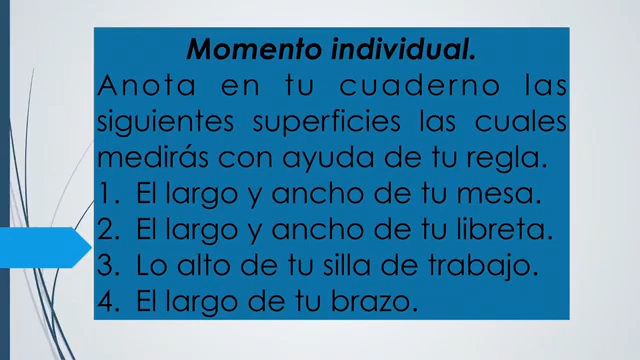 Momento individual.
Anota en tu cuaderno las
siguientes superficies las cuales
medirás con ayuda de tu regla.
1. El largo y ancho de tu mesa.
2. El largo y ancho de tu libreta.
3. Lo alto de tu silla de trabajo.
4. El largo de tu brazo.